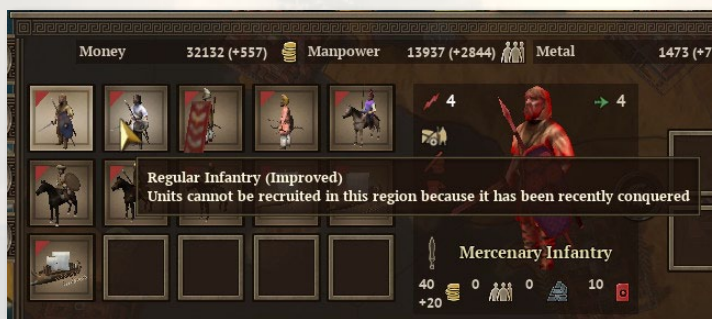 Money 32132 (+557) Manpower 13937 (+2844) Metal 1473 (+7
4 4
Regular Infantry (Improved)
Units cannot be recruited in this region because it has been recently conquered
Mercenary Infantry
40 0 0 10
+20